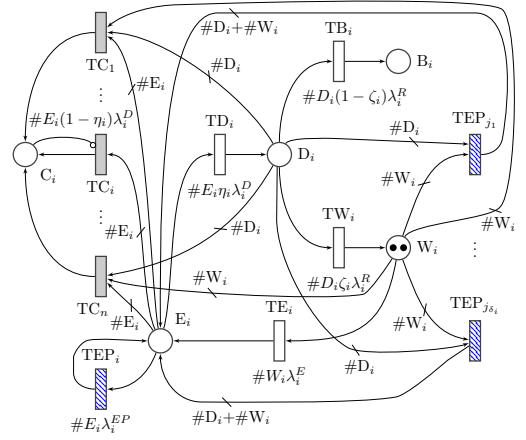 #D_i+#W_i
TC_1
#E_i
#D_i
TB_i
B_i
#D_i(1 − ζ_i)λ_i^R
#E_i(1 − η_i)λ_i^D
TD_i
D_i
#D_i
TEP_{j_1}
⋮
C_i
TC_i
#E_iη_iλ_i^D
#W_i
⋮
#E_i
#D_i
TW_i
W_i
#W_i
⋮
#W_i
#D_iζ_iλ_i^R
TC_n
#E_i
E_i
TE_i
#W_i
TEP_{j_{δ_i}}
TEP_i
#W_iλ_i^E
#D_i
#E_iλ_i^{EP}
#D_i+#W_i